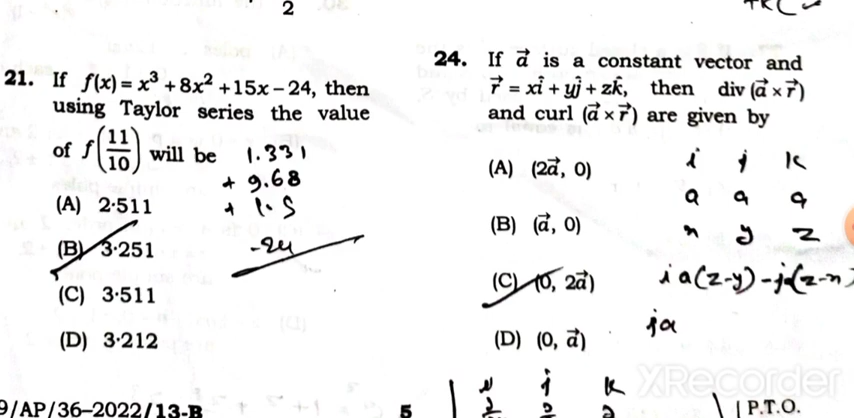 2
21. If f(x) = x³ + 8x² + 15x – 24, then
using Taylor series the value
of f(11/10) will be
1.331
+ 9.68
+ 1.5
-24
(A) 2·511
(B) 3·251
(C) 3·511
(D) 3·212
9/AP/36–2022/13-B
5
24. If a⃗ is a constant vector and
r⃗ = xî + yĵ + zk̂, then div (a⃗ × r⃗)
and curl (a⃗ × r⃗) are given by
(A) (2a⃗, 0)
(B) (a⃗, 0)
(C) (0, 2a⃗)
(D) (0, a⃗)
i j k
a a a
x y z
i a(z-y) - j(z-x)
ja
i j k
XRecorder
P.T.O.